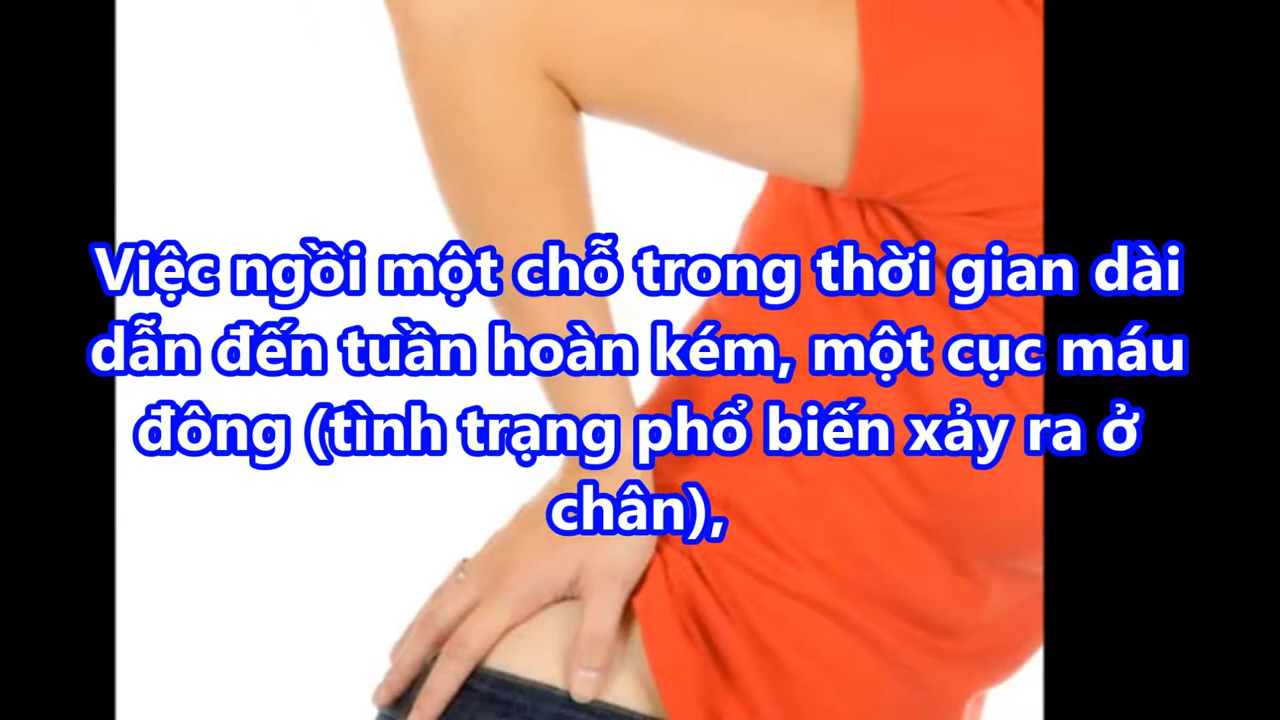 Việc ngồi một chỗ trong thời gian dài
dẫn đến tuần hoàn kém, một cục máu
đông (tình trạng phổ biến xảy ra ở
chân),